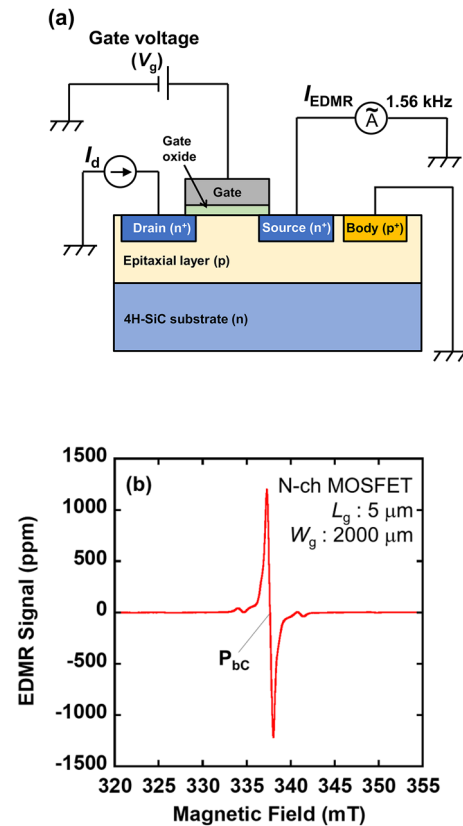 (a)
Gate voltage
(Vg)
IEDMR
1.56 kHz
Ã
Id
Gate
oxide
Gate
Drain (n+)
Source (n+)
Body (p+)
Epitaxial layer (p)
4H-SiC substrate (n)
(b)
N-ch MOSFET
Lg : 5 μm
Wg : 2000 μm
PbC
EDMR Signal (ppm)
1500
1000
500
0
-500
-1000
-1500
320 325 330 335 340 345 350 355
Magnetic Field (mT)